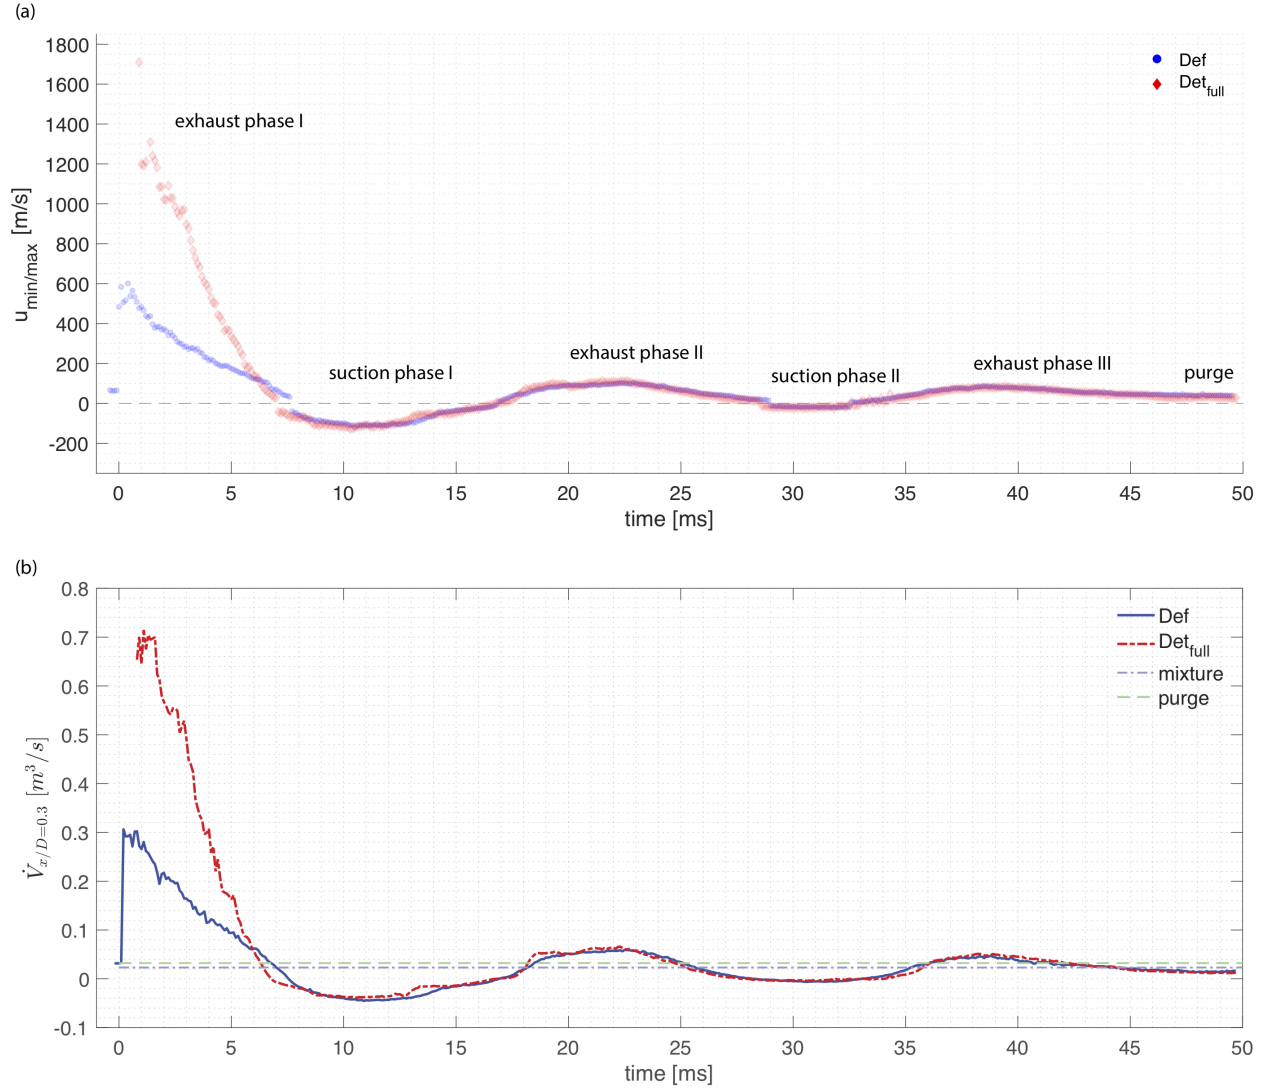 (a)
1800
1600
1400
1200
1000
800
600
400
200
0
-200
u_min/max [m/s]
exhaust phase I
suction phase I
exhaust phase II
suction phase II
exhaust phase III
purge
Def
Det_full
0 5 10 15 20 25 30 35 40 45 50
time [ms]
(b)
0.8
0.7
0.6
0.5
0.4
0.3
0.2
0.1
0
-0.1
V̇_x/D=0.3 [m³/s]
Def
Det_full
mixture
purge
0 5 10 15 20 25 30 35 40 45 50
time [ms]